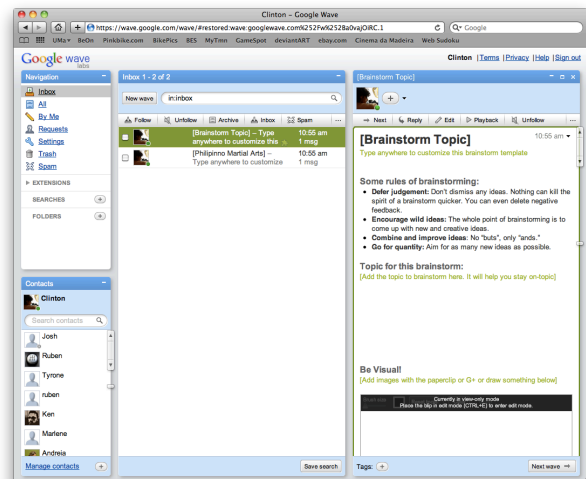 Clinton – Google Wave
https://wave.google.com/wave/#restored:wave:googlewave.com%252Fw%252B8a0vajOiRC.1
Google
UMa▾ BeOn Pinkbike.com BikePics BES MyTmn GameSpot deviantART ebay.com Cinema da Madeira Web Sudoku
Google wave
labs
Clinton | Terms | Privacy | Help | Sign out
Navigation
Inbox
All
By Me
Requests
Settings
Trash
Spam
EXTENSIONS
SEARCHES
FOLDERS
Contacts
Clinton
Search contacts
Josh
Ruben
Tyrone
ruben
Ken
Marlene
Andreia
Manage contacts
Inbox 1 - 2 of 2
New wave in:inbox
Follow Unfollow Archive Inbox Spam ...
[Brainstorm Topic] – Type 10:55 am
anywhere to customize this 1 msg
[Philipinno Martial Arts] – 10:55 am
Type anywhere to customize 1 msg
Save search
[Brainstorm Topic]
Next Reply Edit Playback Unfollow ...
[Brainstorm Topic] 10:55 am
Type anywhere to customize this brainstorm template
Some rules of brainstorming:
• Defer judgement: Don't dismiss any ideas. Nothing can kill the
spirit of a brainstorm quicker. You can even delete negative
feedback.
• Encourage wild ideas: The whole point of brainstorming is to
come up with new and creative ideas.
• Combine and improve ideas: No "buts", only "ands."
• Go for quantity: Aim for as many new ideas as possible.
Topic for this brainstorm:
[Add the topic to brainstorm here. It will help you stay on-topic]
Be Visual!
[Add images with the paperclip or G+ or draw something below]
Currently in view-only mode
Place the blip in edit mode (CTRL+E) to enter edit mode.
Tags:
Next wave